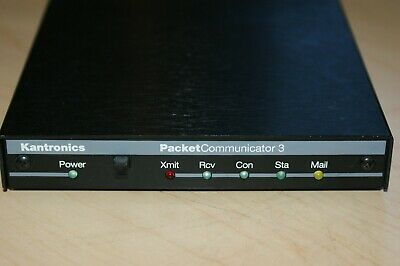 Kantronics PacketCommunicator 3
Power Xmit Rcv Con Sta Mail